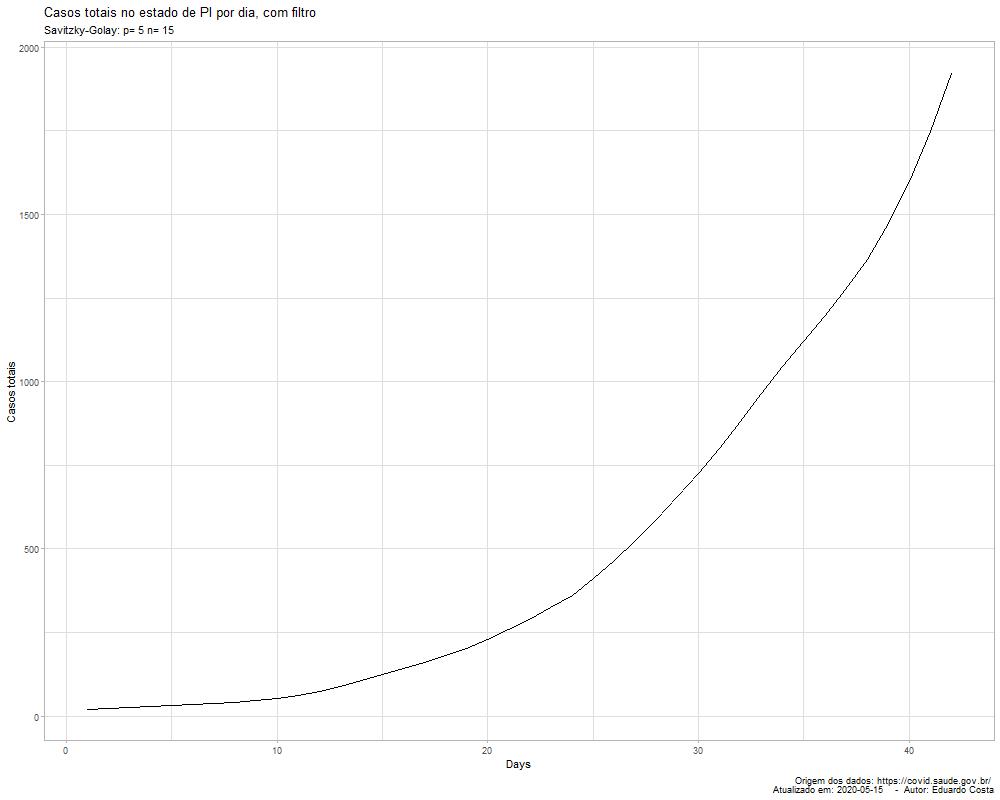 Casos totais no estado de PI por dia, com filtro
Savitzky-Golay: p= 5 n= 15
2000
1500
1000
500
0
Casos totais
0 10 20 30 40
Days
Origem dos dados: https://covid.saude.gov.br/
Atualizado em: 2020-05-15 - Autor: Eduardo Costa